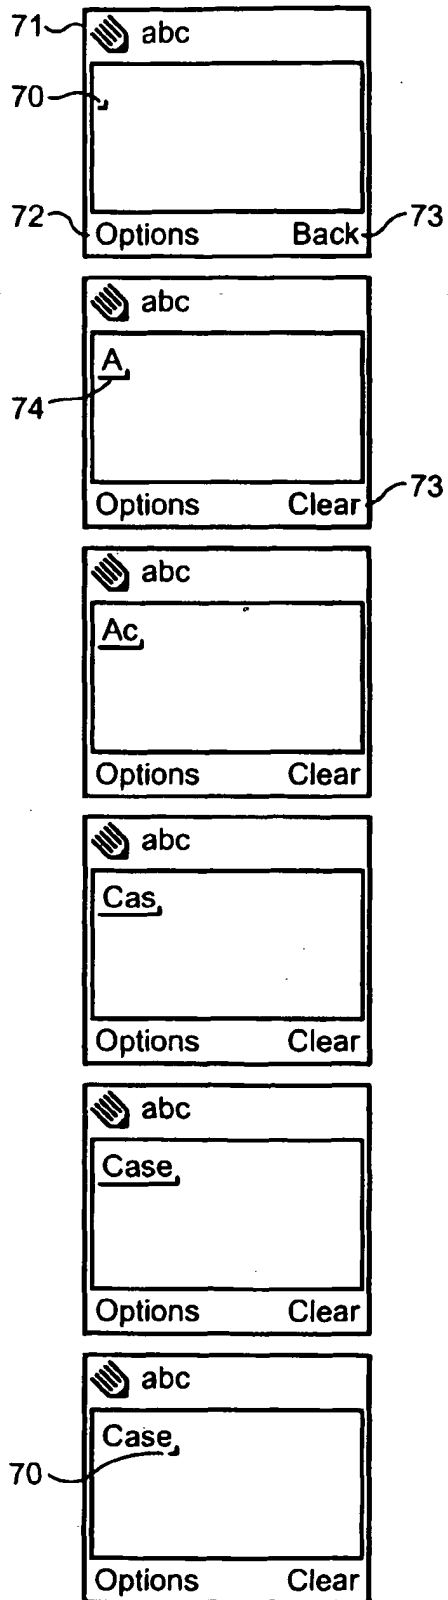 71 abc
70
72 Options Back 73
abc
A
74
Options Clear 73
abc
Ac
Options Clear
abc
Cas
Options Clear
abc
Case
Options Clear
abc
Case
70
Options Clear